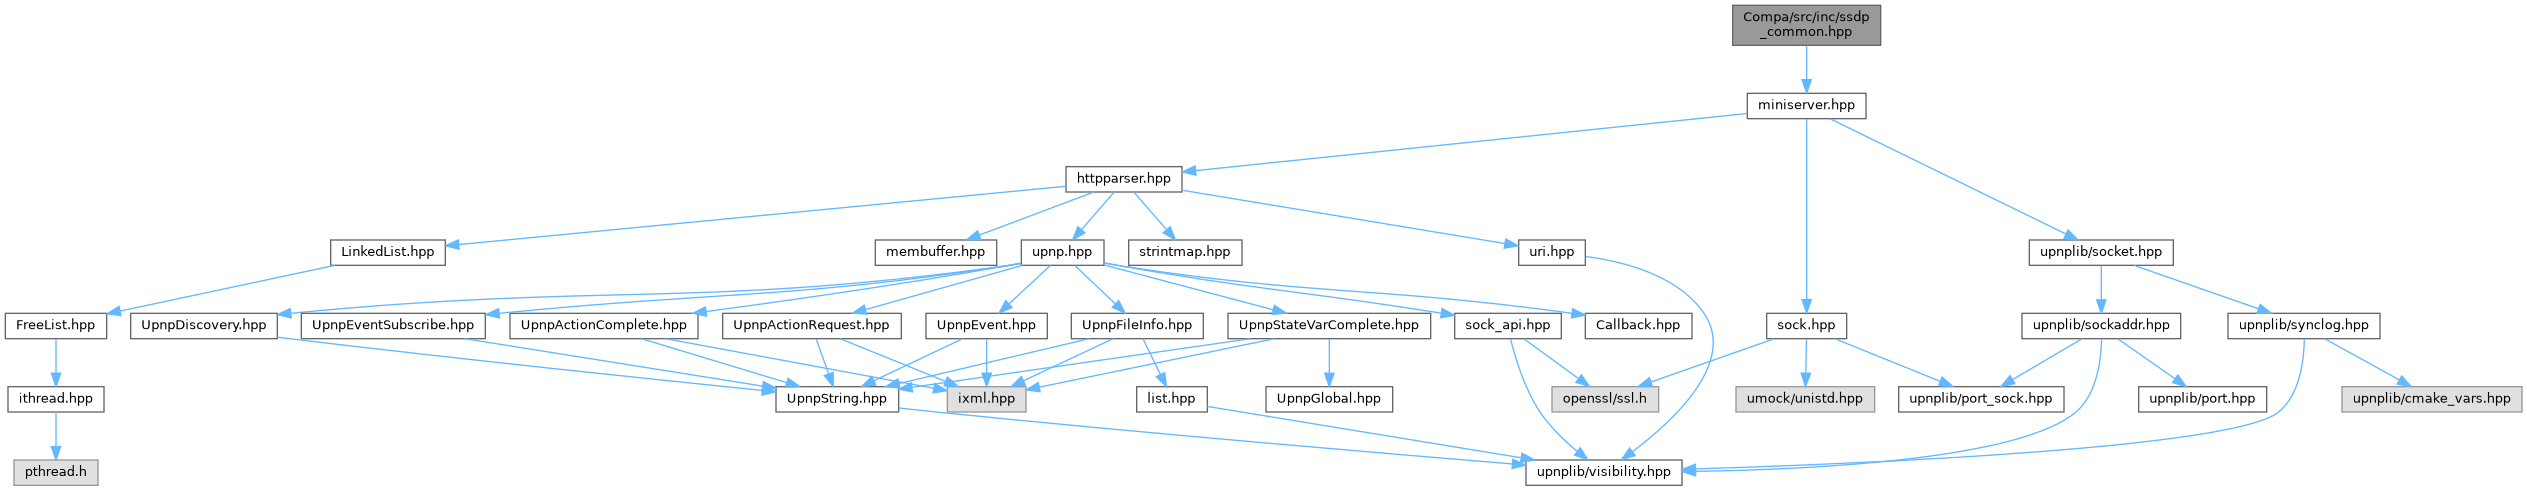 Compa/src/inc/ssdp
_common.hpp
miniserver.hpp
httpparser.hpp
LinkedList.hpp
membuffer.hpp
upnp.hpp
strintmap.hpp
uri.hpp
upnplib/socket.hpp
FreeList.hpp
UpnpDiscovery.hpp
UpnpEventSubscribe.hpp
UpnpActionComplete.hpp
UpnpActionRequest.hpp
UpnpEvent.hpp
UpnpFileInfo.hpp
UpnpStateVarComplete.hpp
sock_api.hpp
Callback.hpp
sock.hpp
upnplib/sockaddr.hpp
upnplib/synclog.hpp
ithread.hpp
UpnpString.hpp
ixml.hpp
list.hpp
UpnpGlobal.hpp
openssl/ssl.h
umock/unistd.hpp
upnplib/port_sock.hpp
upnplib/port.hpp
upnplib/cmake_vars.hpp
pthread.h
upnplib/visibility.hpp